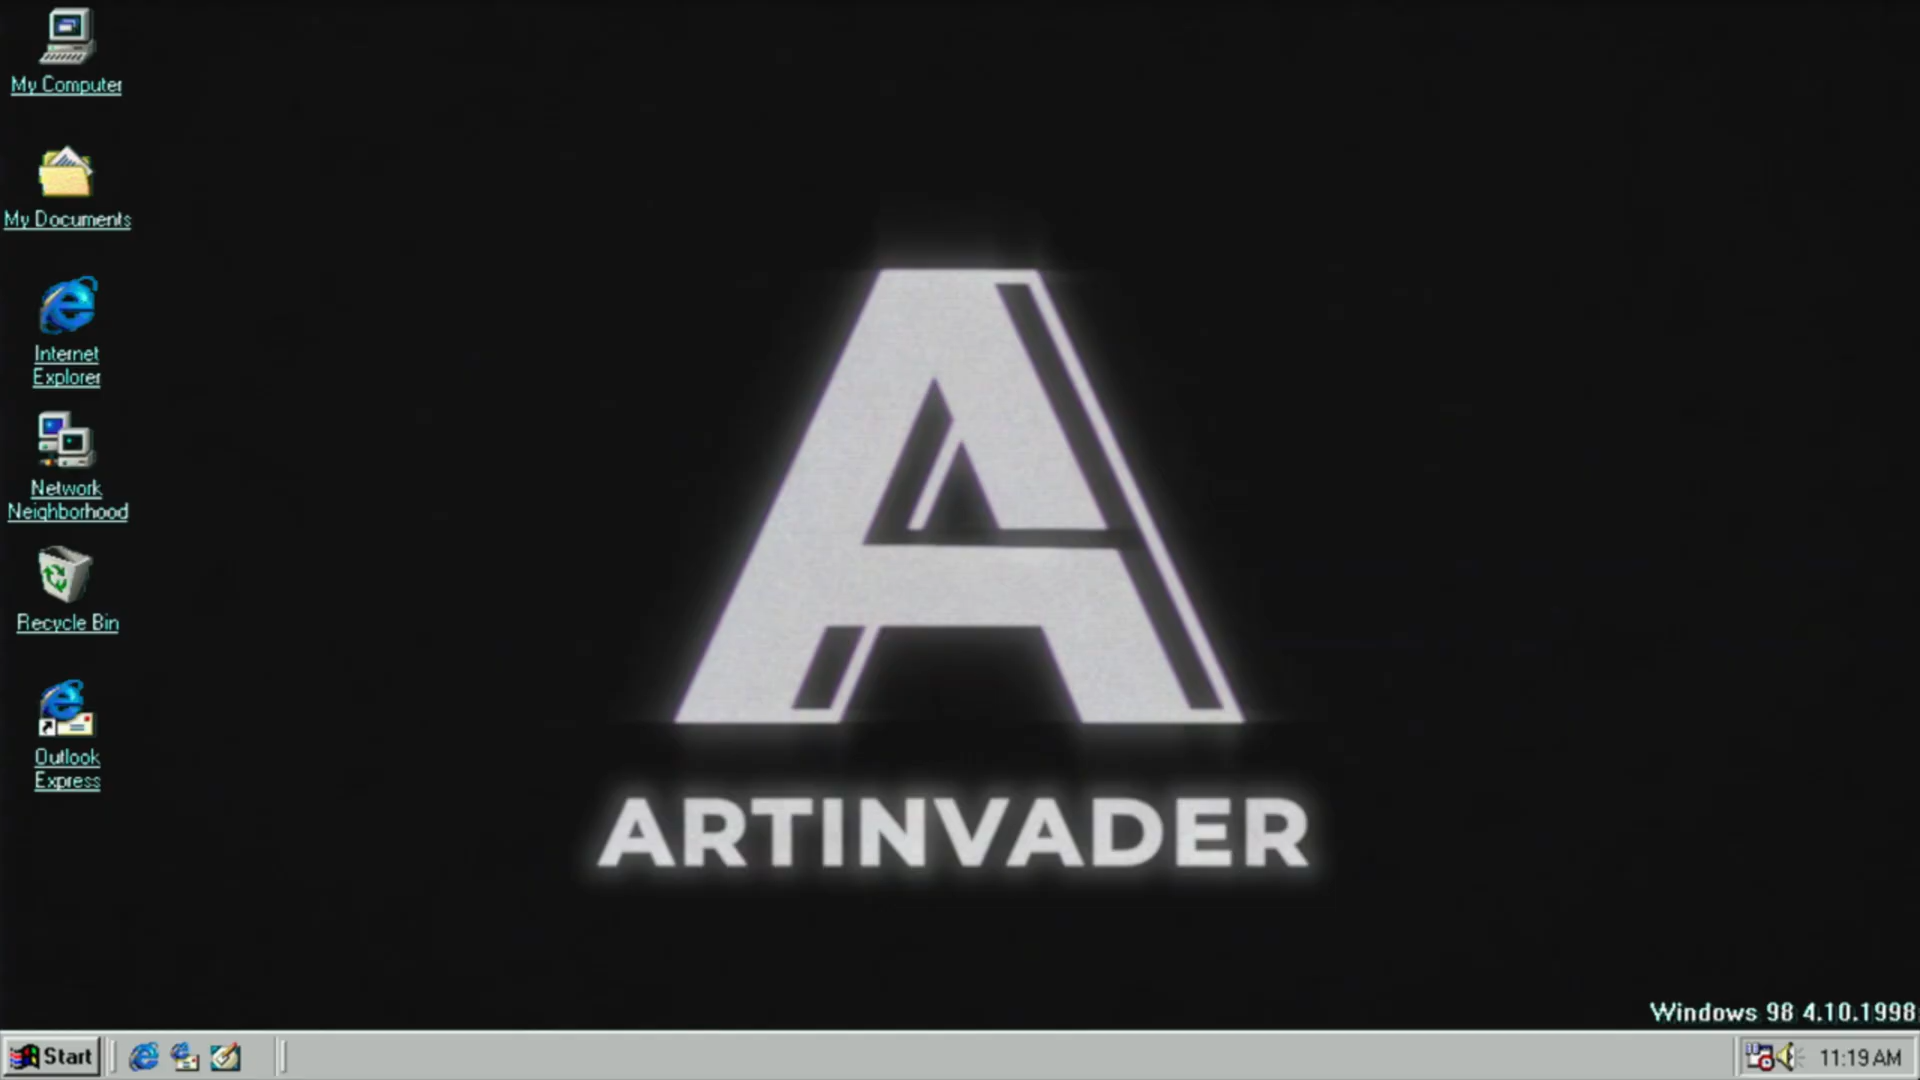 My Computer
My Documents
Internet
Explorer
Network
Neighborhood
Recycle Bin
Outlook
Express
A
ARTINVADER
Windows 98 4.10.1998
Start
11:19 AM